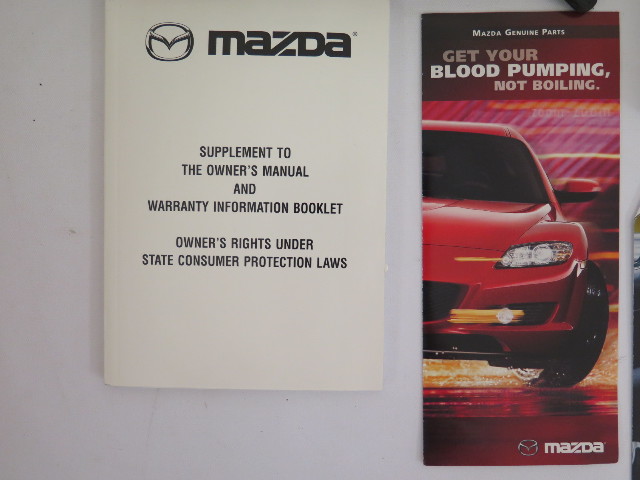 mazda®
SUPPLEMENT TO
THE OWNER'S MANUAL
AND
WARRANTY INFORMATION BOOKLET
OWNER'S RIGHTS UNDER
STATE CONSUMER PROTECTION LAWS
MAZDA GENUINE PARTS
GET YOUR
BLOOD PUMPING,
NOT BOILING.
mazda